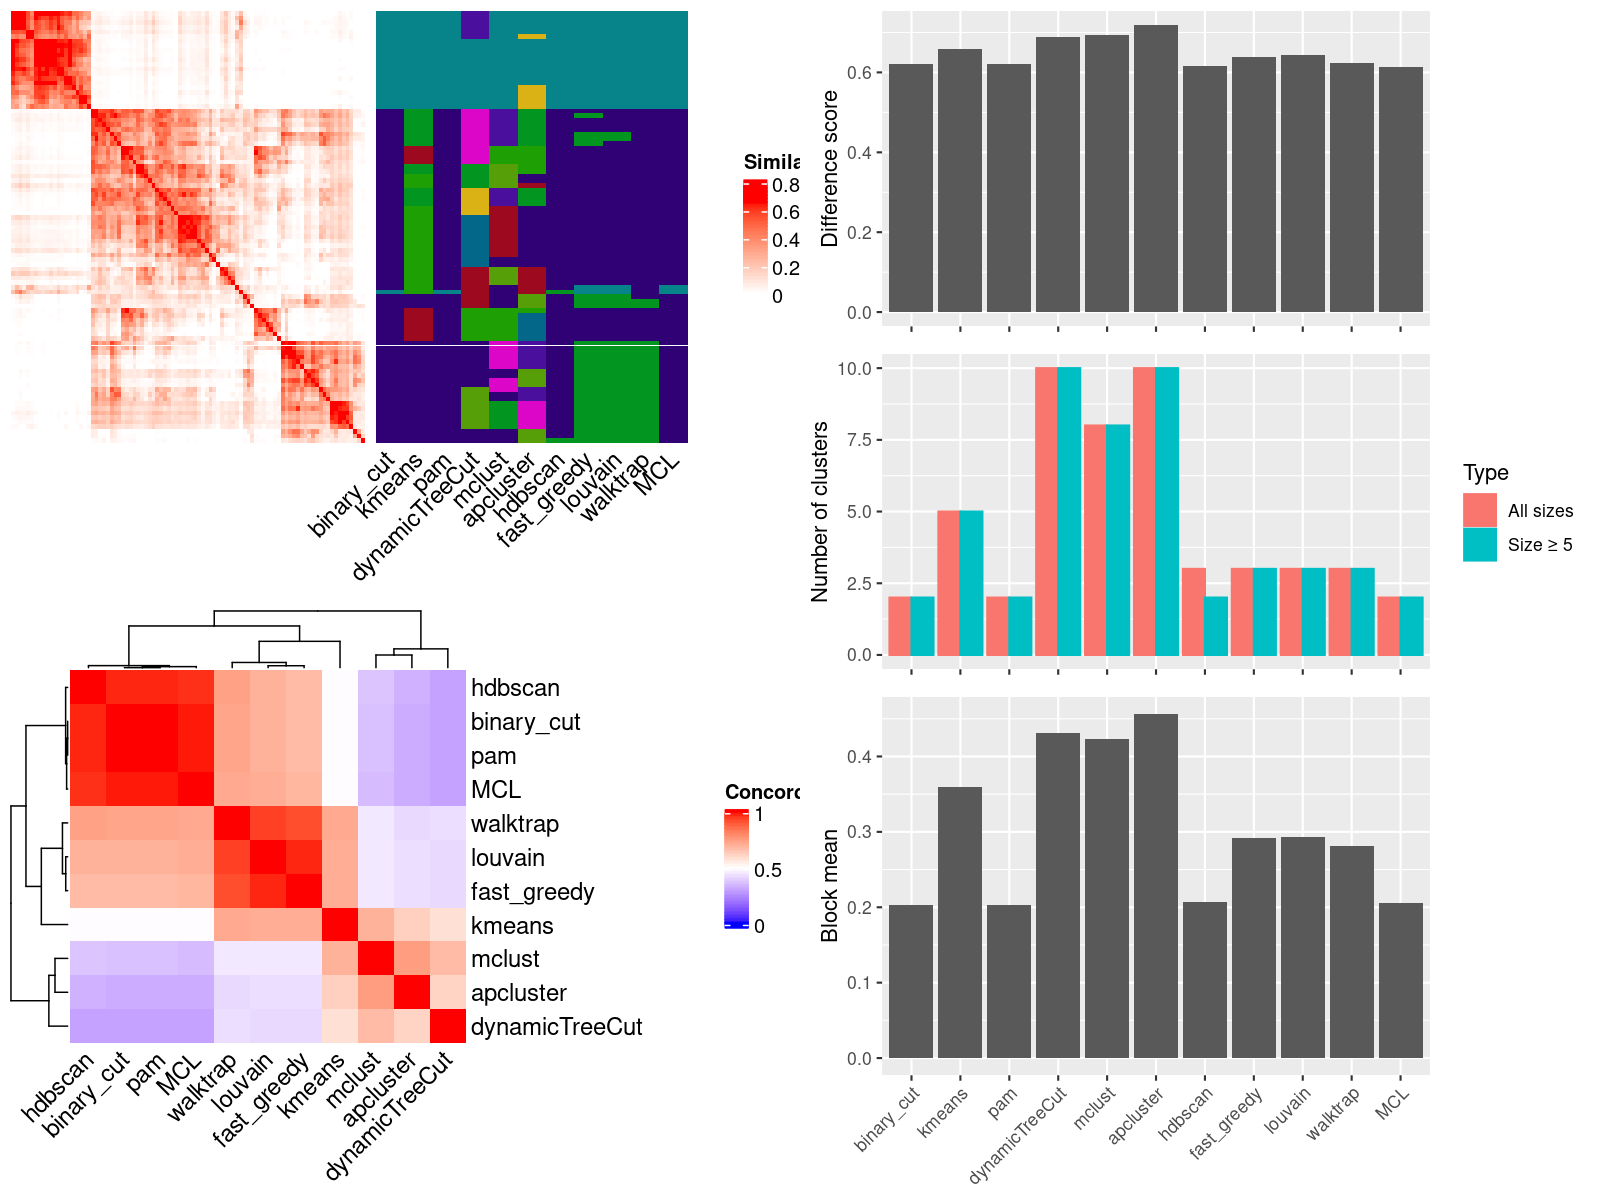 Simila
0.8
0.6
0.4
0.2
0
binary_cut
kmeans
pam
dynamicTreeCut
mclust
apcluster
hdbscan
fast_greedy
louvain
walktrap
MCL
hdbscan
binary_cut
pam
MCL
walktrap
louvain
fast_greedy
kmeans
mclust
apcluster
dynamicTreeCut
Concord
1
0.5
0
hdbscan
binary_cut
pam
MCL
walktrap
louvain
fast_greedy
kmeans
mclust
apcluster
dynamicTreeCut
Difference score
0.6
0.4
0.2
0.0
Number of clusters
10.0
7.5
5.0
2.5
0.0
Type
All sizes
Size ≥ 5
Block mean
0.4
0.3
0.2
0.1
0.0
binary_cut
kmeans
pam
dynamicTreeCut
mclust
apcluster
hdbscan
fast_greedy
louvain
walktrap
MCL